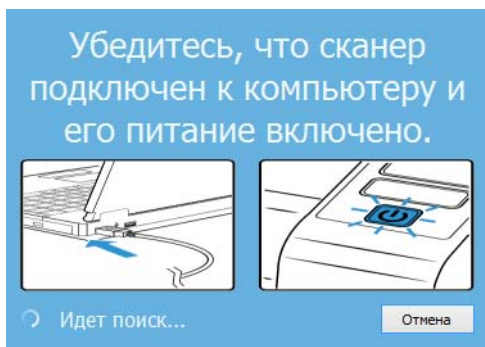 Убедитесь, что сканер
подключен к компьютеру и
его питание включено.
Идет поиск...
Отмена